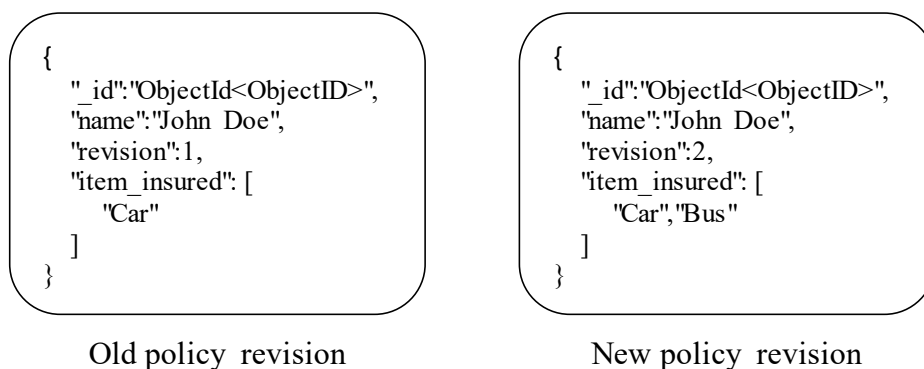 {
"_id":"ObjectId<ObjectID>",
"name":"John Doe",
"revision":1,
"item_insured": [
"Car"
]
}
Old policy revision
{
"_id":"ObjectId<ObjectID>",
"name":"John Doe",
"revision":2,
"item_insured": [
"Car","Bus"
]
}
New policy revision